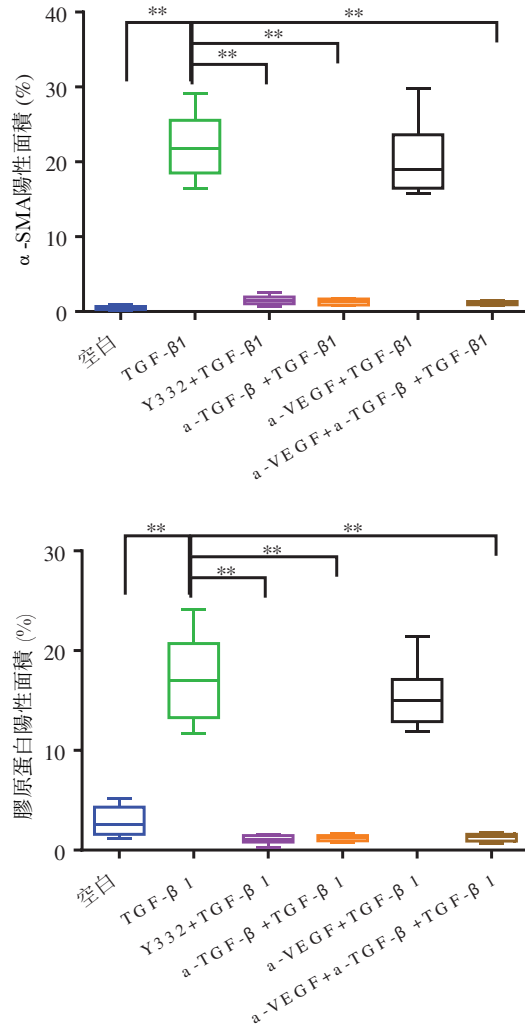 ** **
**
**
40
30
20
10
0
α-SMA陽性面積 (%)
空白
TGF-β1
Y332+TGF-β1
a-TGF-β +TGF-β1
a-VEGF+TGF-β1
a-VEGF+a-TGF-β +TGF-β1
** **
**
**
30
20
10
0
膠原蛋白陽性面積 (%)
空白
TGF-β 1
Y332+TGF-β 1
a-TGF-β +TGF-β 1
a-VEGF+TGF-β 1
a-VEGF+a-TGF-β +TGF-β 1